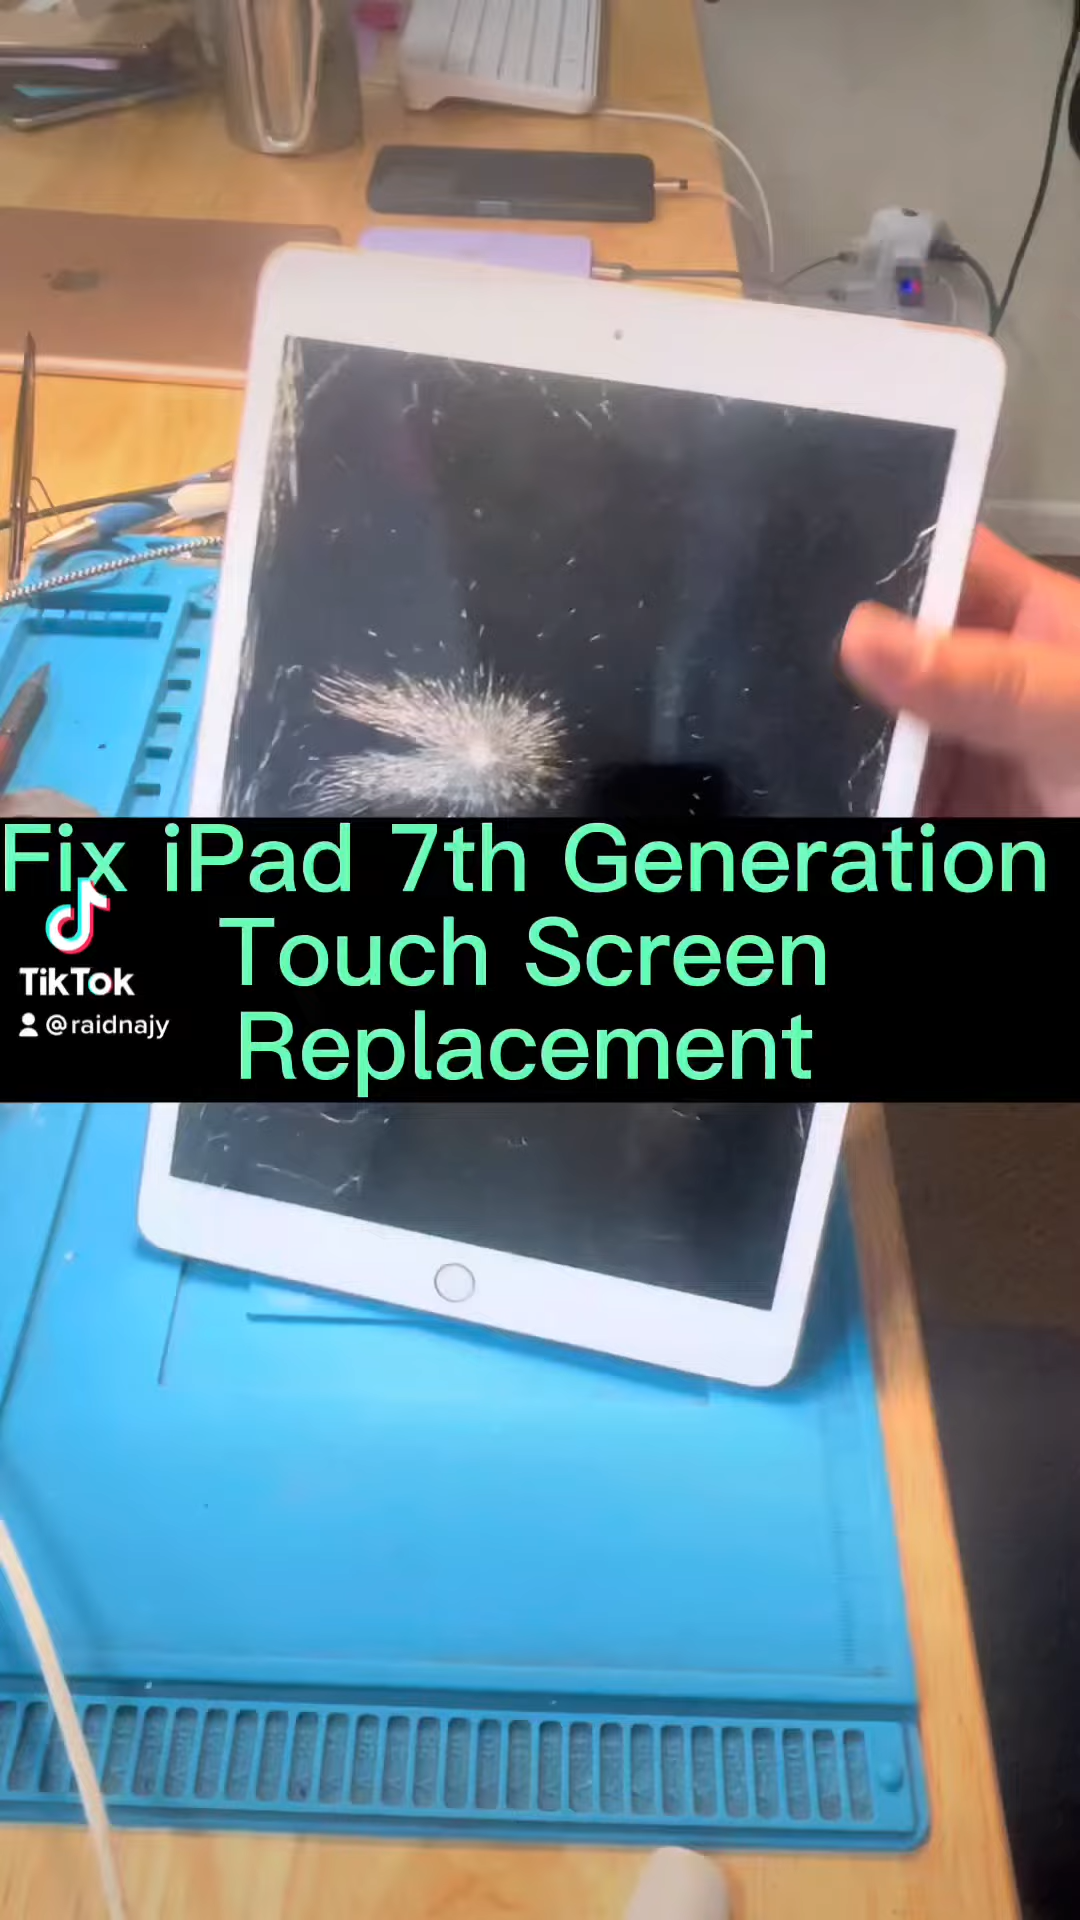 Fix iPad 7th Generation
Touch Screen
Replacement
TikTok
@raidnajy